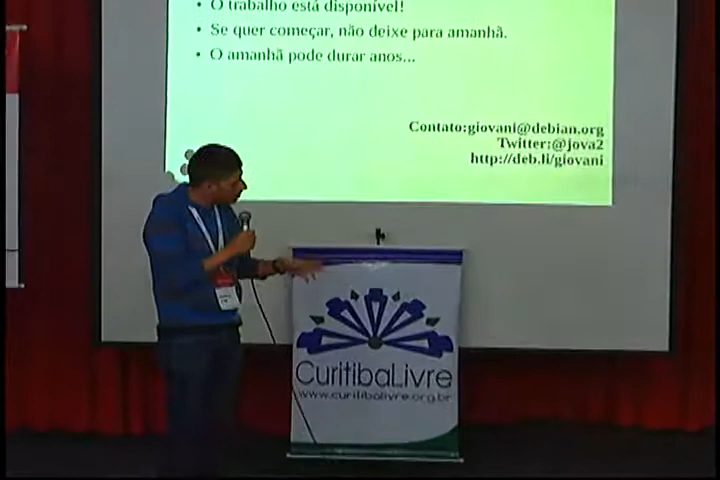 • O trabalho está disponível!
• Se quer começar, não deixe para amanhã.
• O amanhã pode durar anos...
Contato:giovani@debian.org
Twitter:@jova2
http://deb.li/giovani
CuritibaLivre
www.curitibalivre.org.br